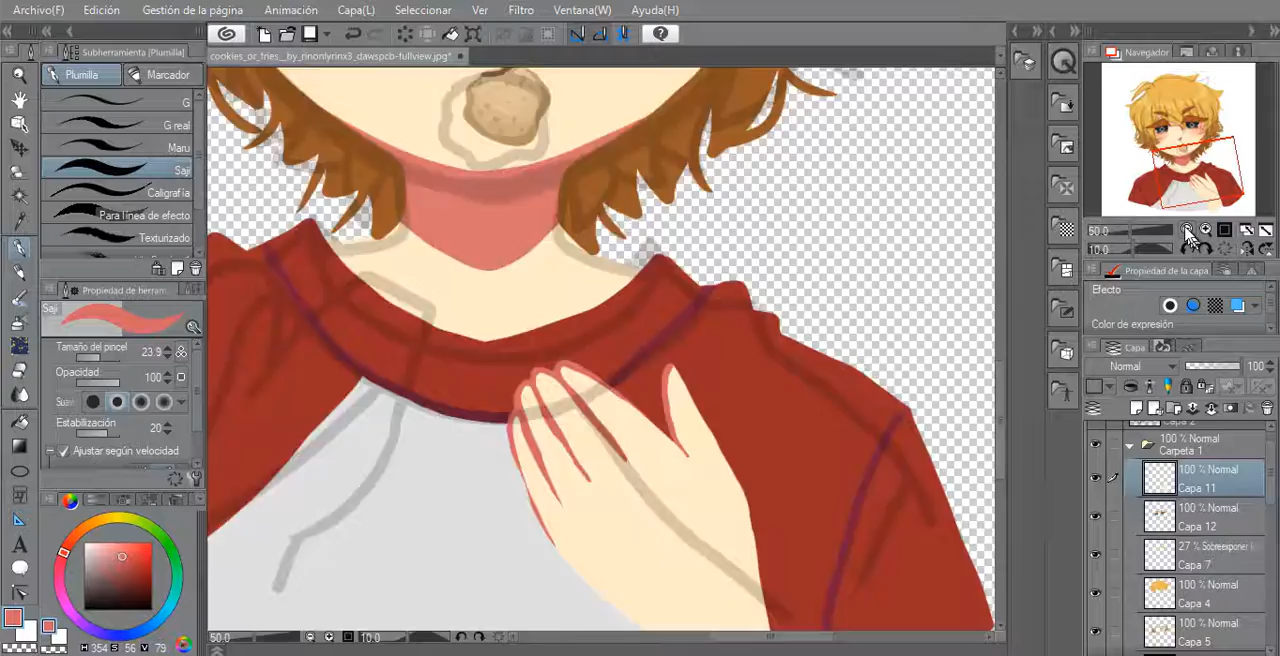 Archivo(F) Edición Gestión de la página Animación Capa(L) Seleccionar Ver Filtro Ventana(W) Ayuda(H)
Subherramienta (Plumilla)
cookies_or_fries__by_rinonlyrinx3_dawspcb-fullview.jpg*
Navegador
Plumilla Marcador
G
G real
Maru
Saji
Caligrafía
Para línea de efecto
Texturizado
50.0
10.0
Propiedad de la capa
Efecto
Color de expresión
Propiedad de herram
Saji
Tamaño del pincel 23.9
Opacidad 100
Estabilización 20
Ajustar según velocidad
Capa
Normal 100
100 % Normal
Carpeta 1
100 % Normal
Capa 11
100 % Normal
Capa 12
27 % Sobreexponer (
Capa 7
100 % Normal
Capa 4
100 % Normal
Capa 5
50.0 10.0
H 354 S 56 V 79